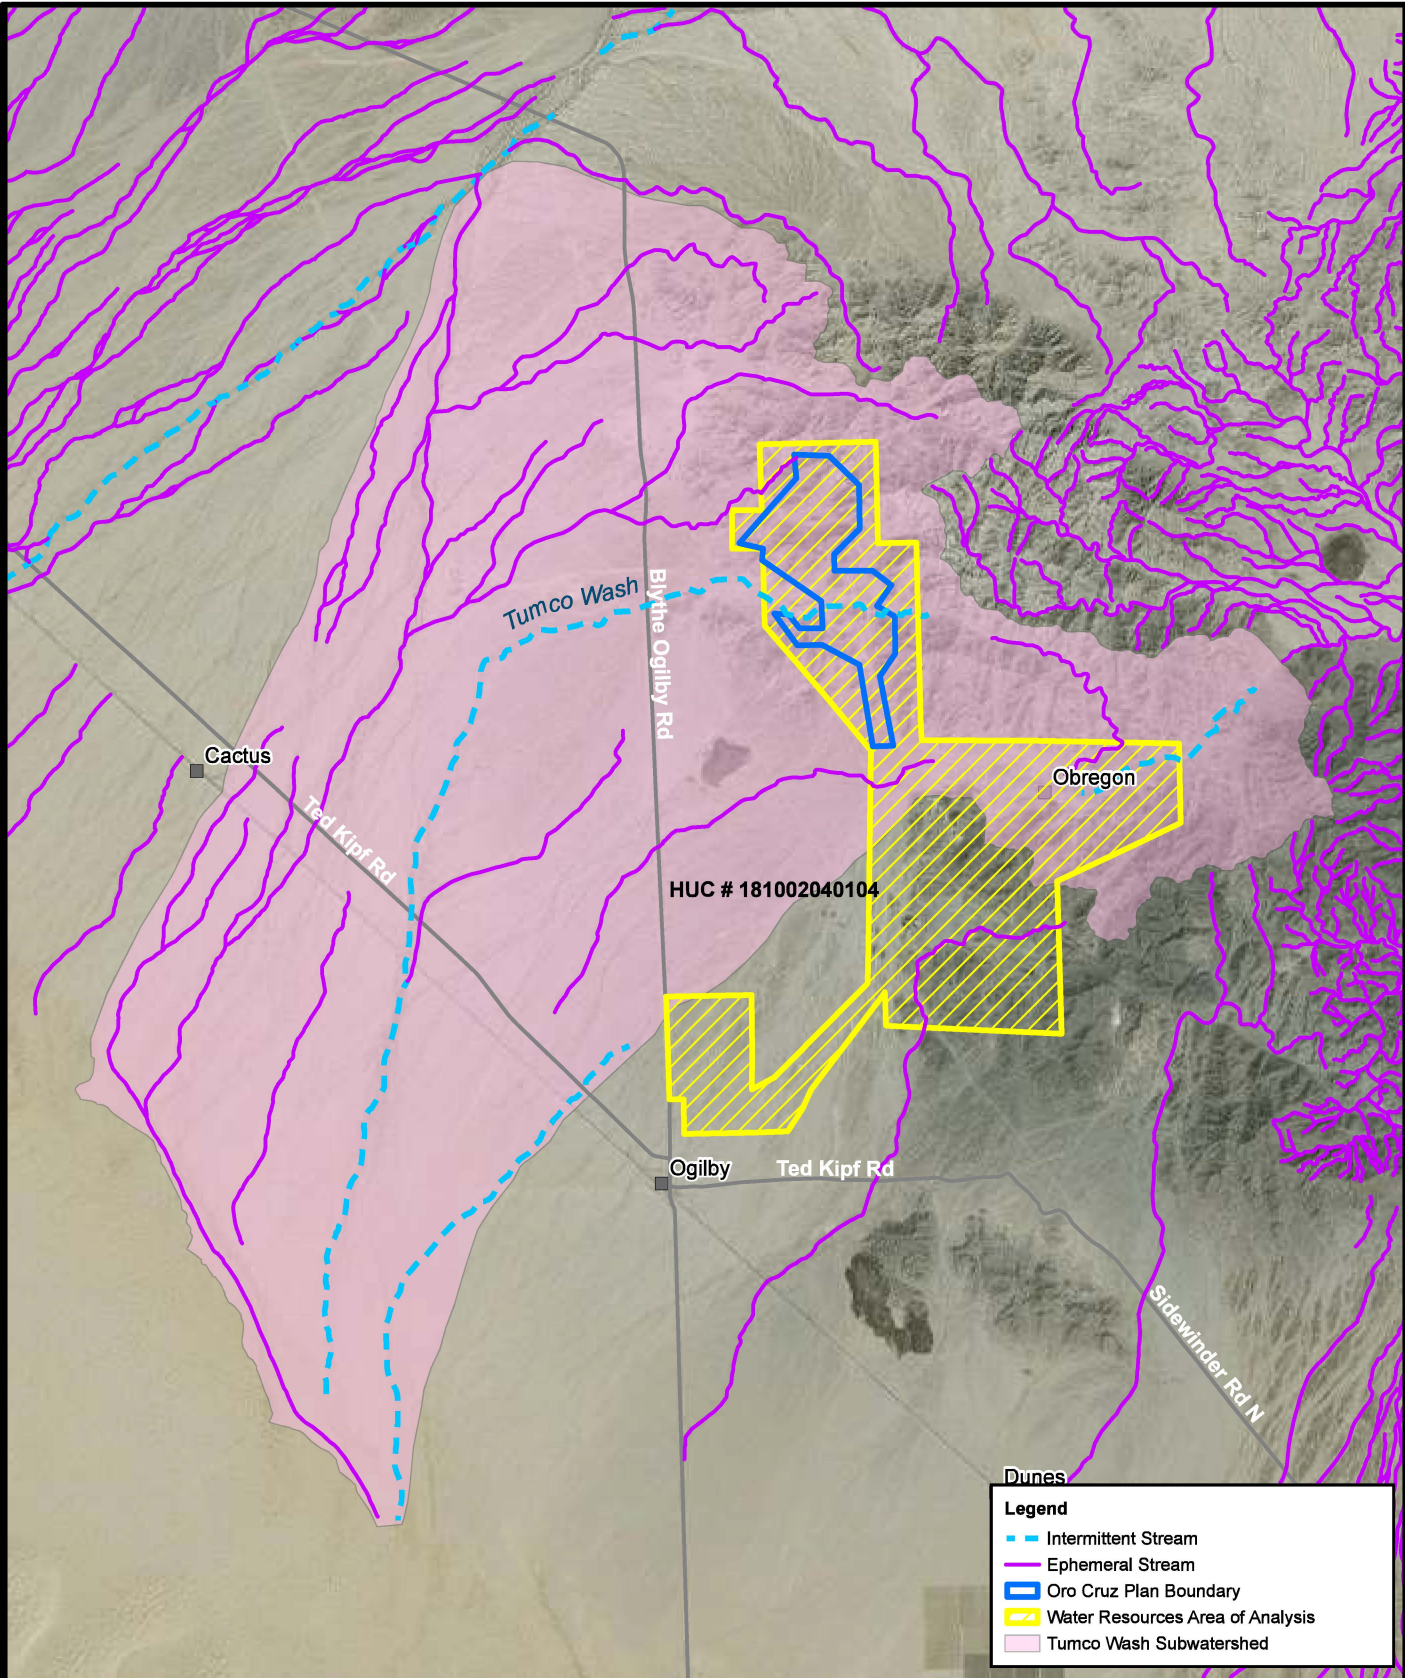 Tumco Wash
Blythe Ogilby Rd
Cactus
Ted Kipf Rd
Obregon
HUC # 181002040104
Ogilby
Ted Kipf Rd
Sidewinder Rd N
Dunes
Legend
Intermittent Stream
Ephemeral Stream
Oro Cruz Plan Boundary
Water Resources Area of Analysis
Tumco Wash Subwatershed